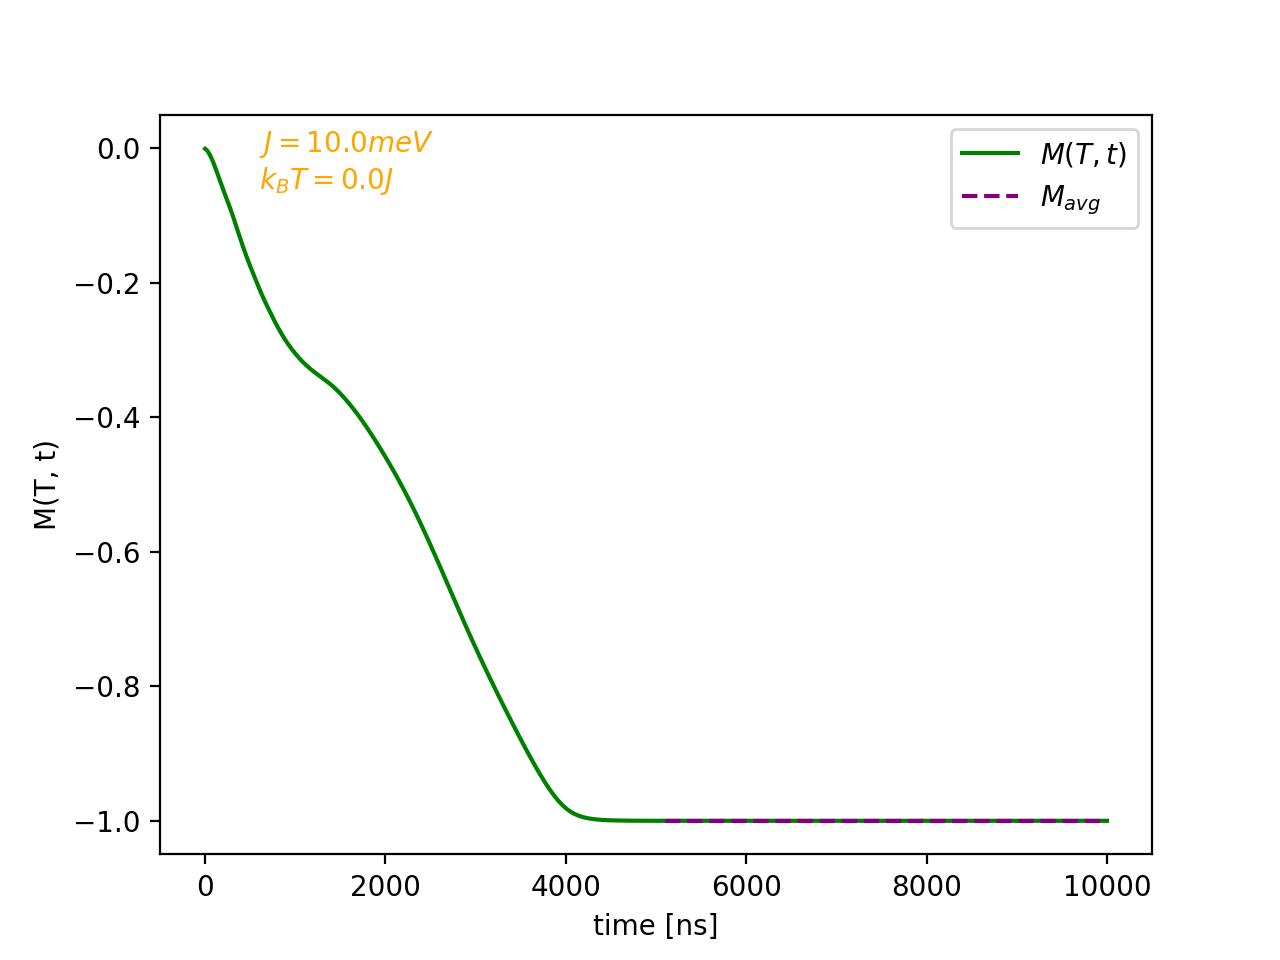 J = 10.0meV
k_BT = 0.0J
M(T, t)
M_avg
M(T, t)
0.0
−0.2
−0.4
−0.6
−0.8
−1.0
0 2000 4000 6000 8000 10000
time [ns]